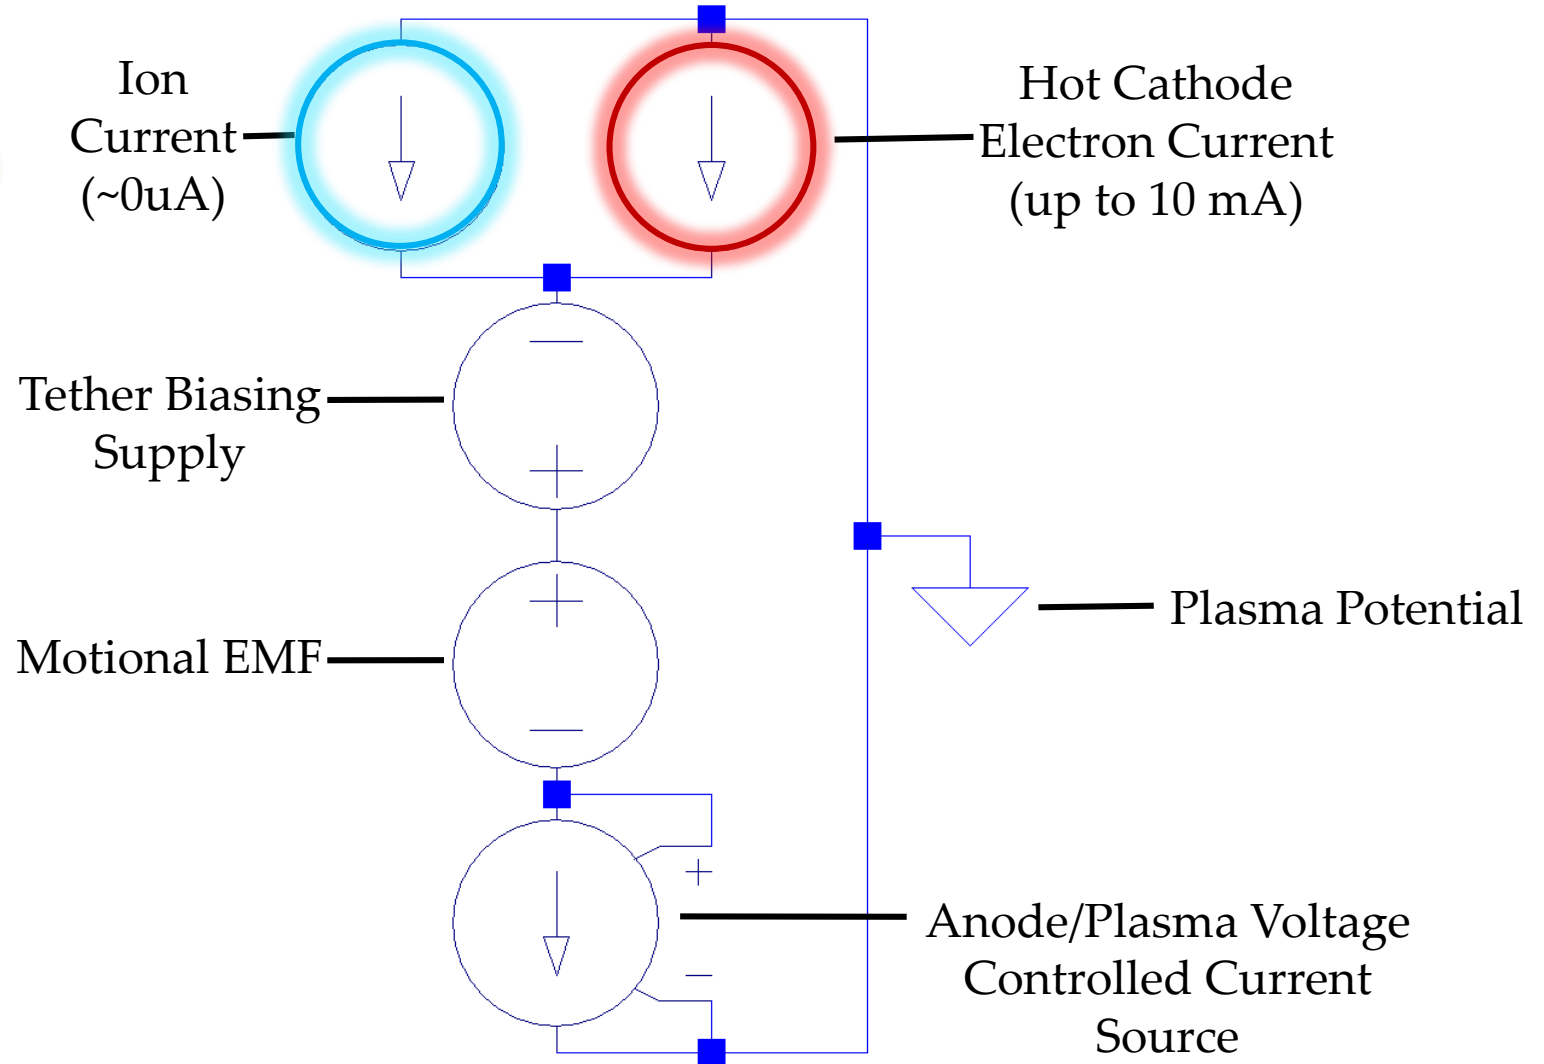 Ion
Current
(~0uA)
Hot Cathode
Electron Current
(up to 10 mA)
Tether Biasing
Supply
Motional EMF
Plasma Potential
Anode/Plasma Voltage
Controlled Current
Source